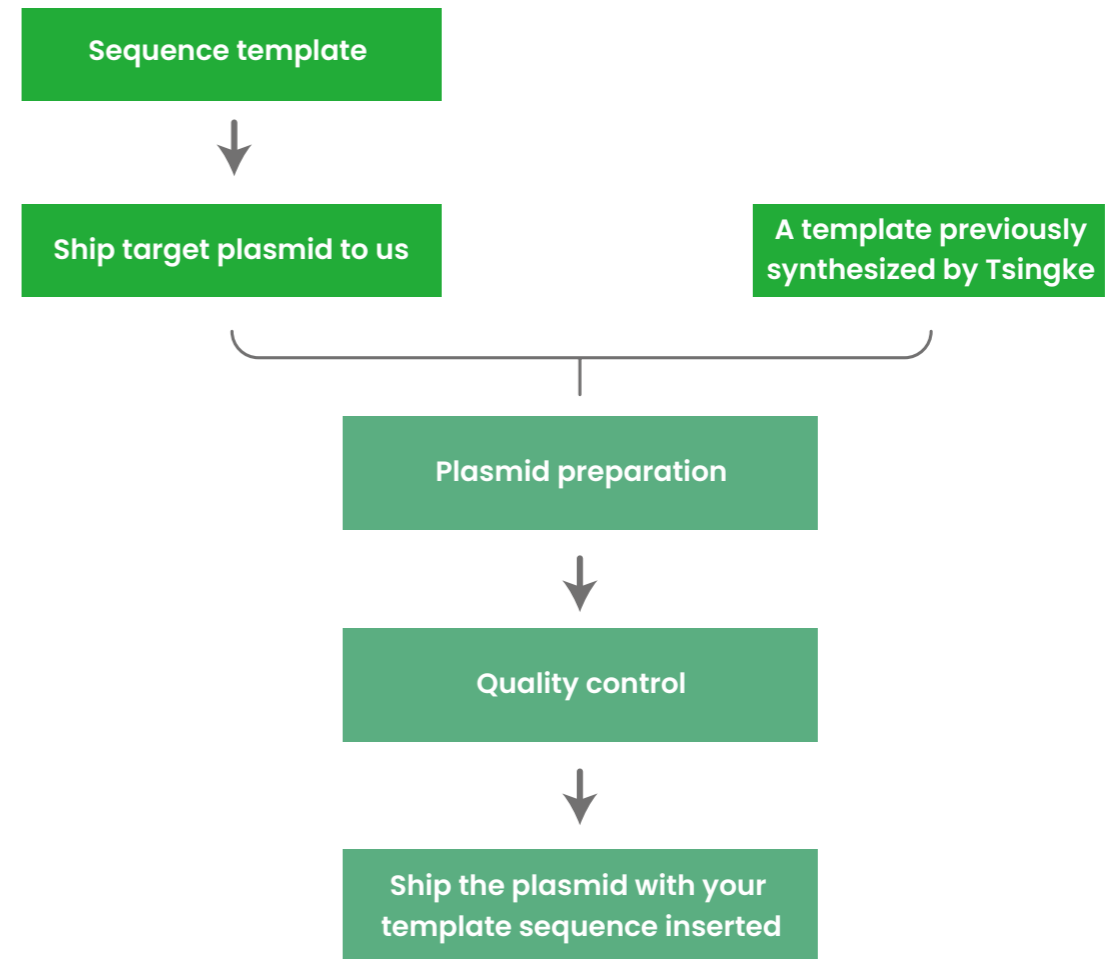 Sequence template
Ship target plasmid to us
A template previously
synthesized by Tsingke
Plasmid preparation
Quality control
Ship the plasmid with your
template sequence inserted